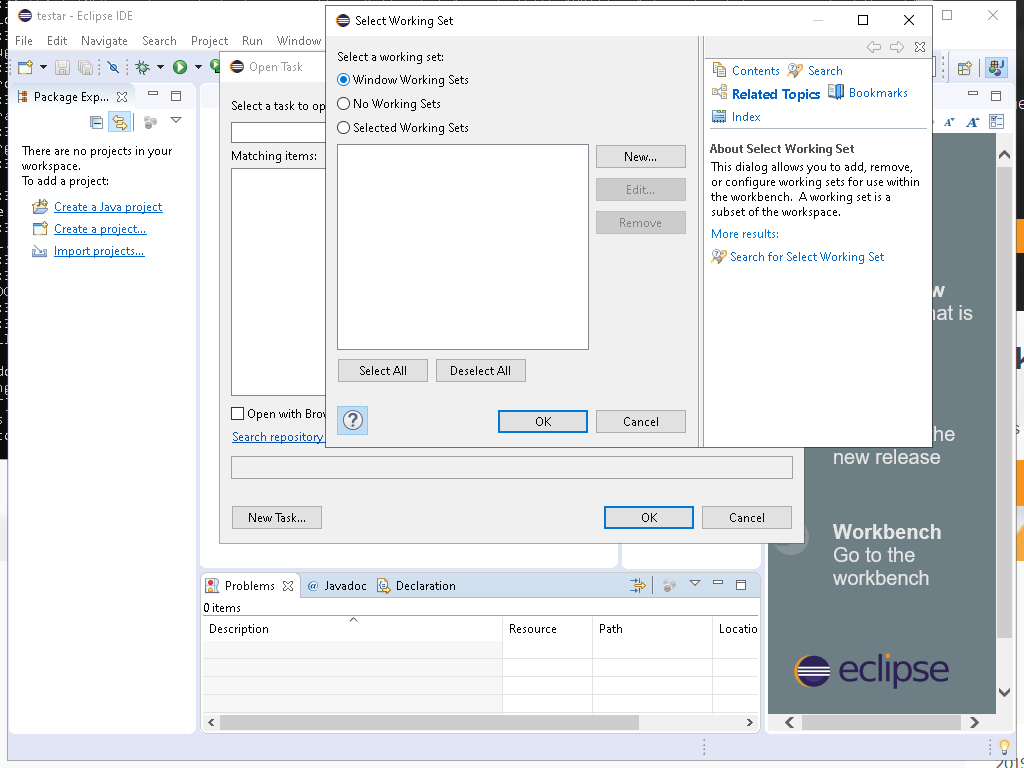 testar - Eclipse IDE
File Edit Navigate Search Project Run Window
Package Exp...
There are no projects in your
workspace.
To add a project:
Create a Java project
Create a project...
Import projects...
Open Task
Select a task to op
Matching items:
Open with Brow
Search repository
New Task...
OK
Cancel
Select Working Set
Select a working set:
Window Working Sets
No Working Sets
Selected Working Sets
New...
Edit...
Remove
Select All
Deselect All
OK
Cancel
Contents
Search
Related Topics
Bookmarks
Index
About Select Working Set
This dialog allows you to add, remove,
or configure working sets for use within
the workbench. A working set is a
subset of the workspace.
More results:
Search for Select Working Set
w
hat is
he
new release
Workbench
Go to the
workbench
eclipse
Problems
@ Javadoc
Declaration
0 items
Description
Resource
Path
Locatio
2019